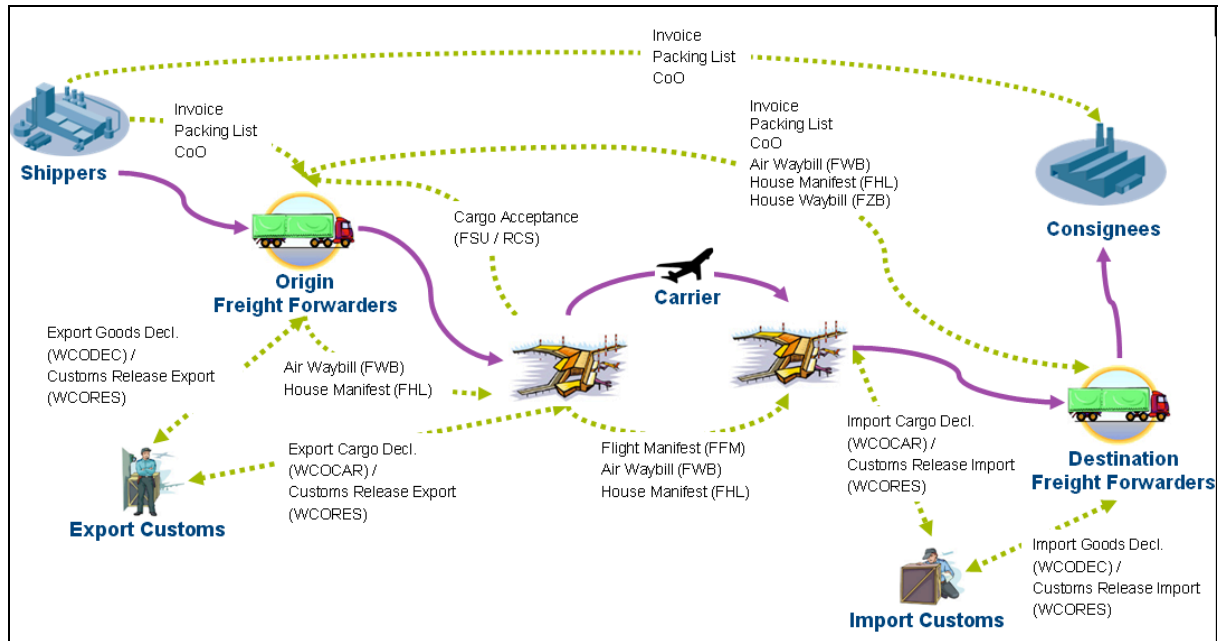 Invoice
Packing List
CoO
Invoice
Packing List
CoO
Shippers
Invoice
Packing List
CoO
Air Waybill (FWB)
House Manifest (FHL)
House Waybill (FZB)
Consignees
Cargo Acceptance
(FSU / RCS)
Origin
Freight Forwarders
Carrier
Export Goods Decl.
(WCODEC) /
Customs Release Export
(WCORES)
Air Waybill (FWB)
House Manifest (FHL)
Export Cargo Decl.
(WCOCAR) /
Customs Release Export
(WCORES)
Export Customs
Flight Manifest (FFM)
Air Waybill (FWB)
House Manifest (FHL)
Import Cargo Decl.
(WCOCAR) /
Customs Release Import
(WCORES)
Destination
Freight Forwarders
Import Goods Decl.
(WCODEC) /
Customs Release Import
(WCORES)
Import Customs